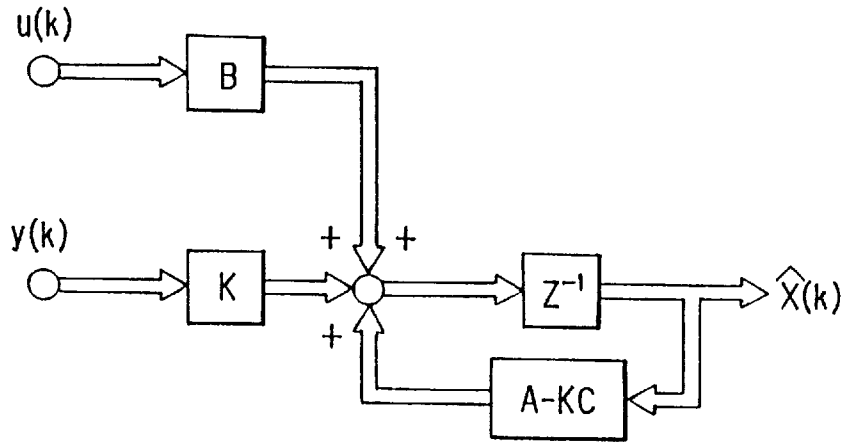 u(k)
B
y(k)
+ +
K
Z⁻¹
X̂(k)
+
A-KC